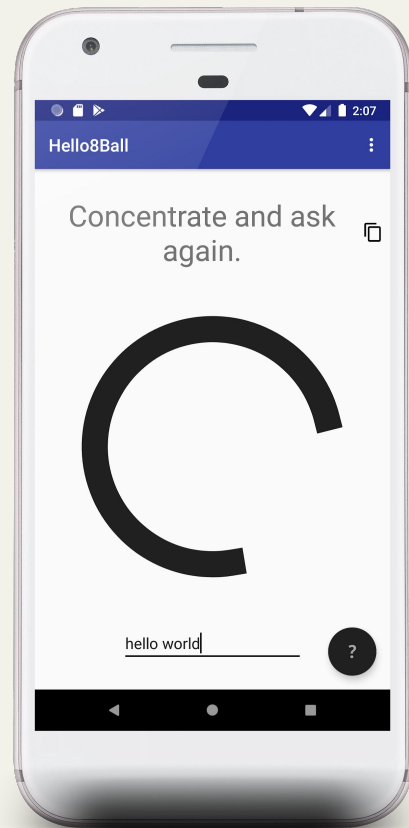 2:07
Hello8Ball
Concentrate and ask
again.
hello world
?